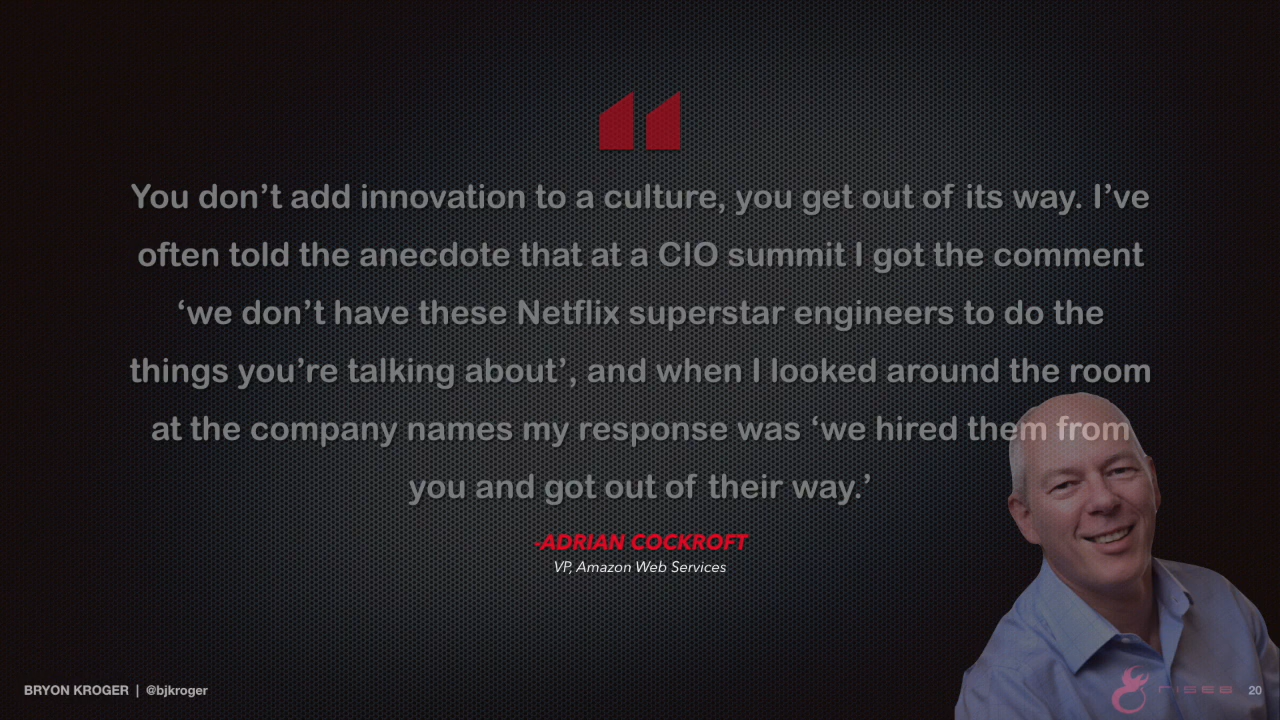 You don’t add innovation to a culture, you get out of its way. I’ve
often told the anecdote that at a CIO summit I got the comment
‘we don’t have these Netflix superstar engineers to do the
things you’re talking about’, and when I looked around the room
at the company names my response was ‘we hired them from
you and got out of their way.’
-ADRIAN COCKROFT
VP, Amazon Web Services
BRYON KROGER | @bjkroger
RISE8
20